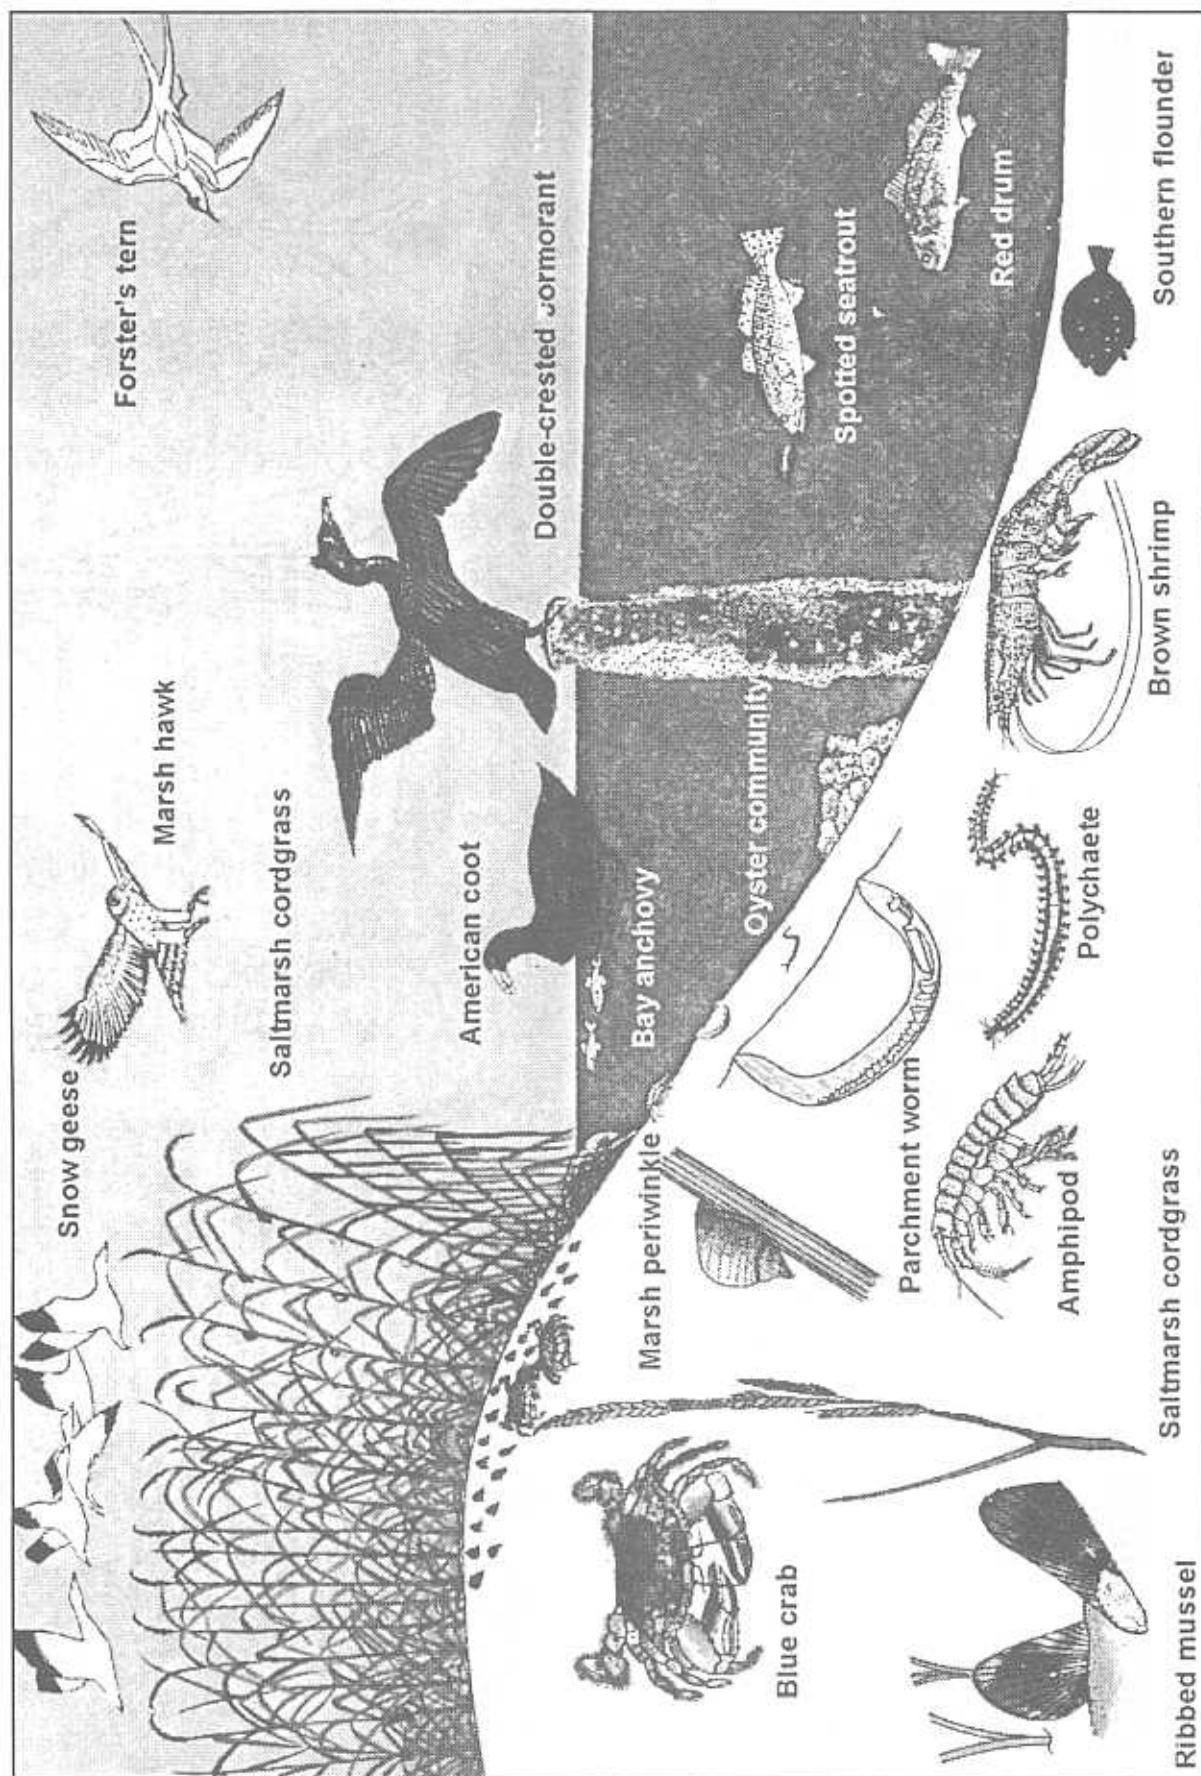 Snow geese
Marsh hawk
Forster's tern
Saltmarsh cordgrass
American coot
Double-crested cormorant
Bay anchovy
Spotted seatrout
Oyster community
Red drum
Marsh periwinkle
Blue crab
Parchment worm
Amphipod
Polychaete
Brown shrimp
Southern flounder
Saltmarsh cordgrass
Ribbed mussel